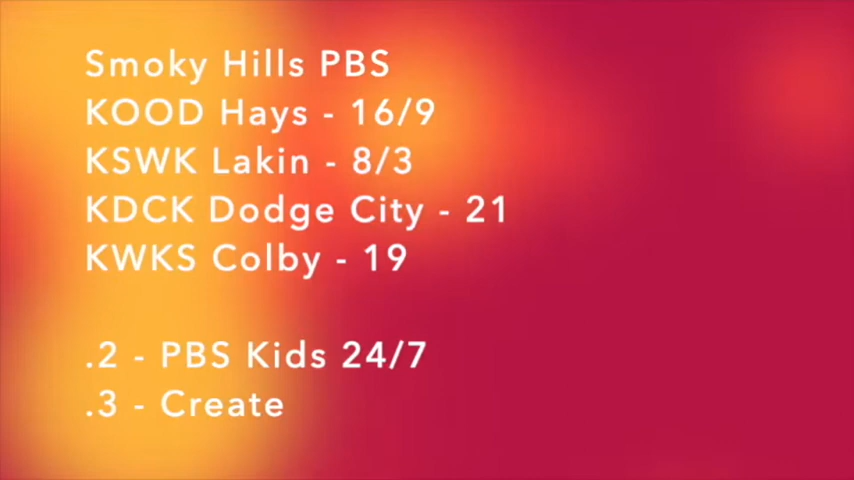 Smoky Hills PBS
KOOD Hays - 16/9
KSWK Lakin - 8/3
KDCK Dodge City - 21
KWKS Colby - 19
.2 - PBS Kids 24/7
.3 - Create